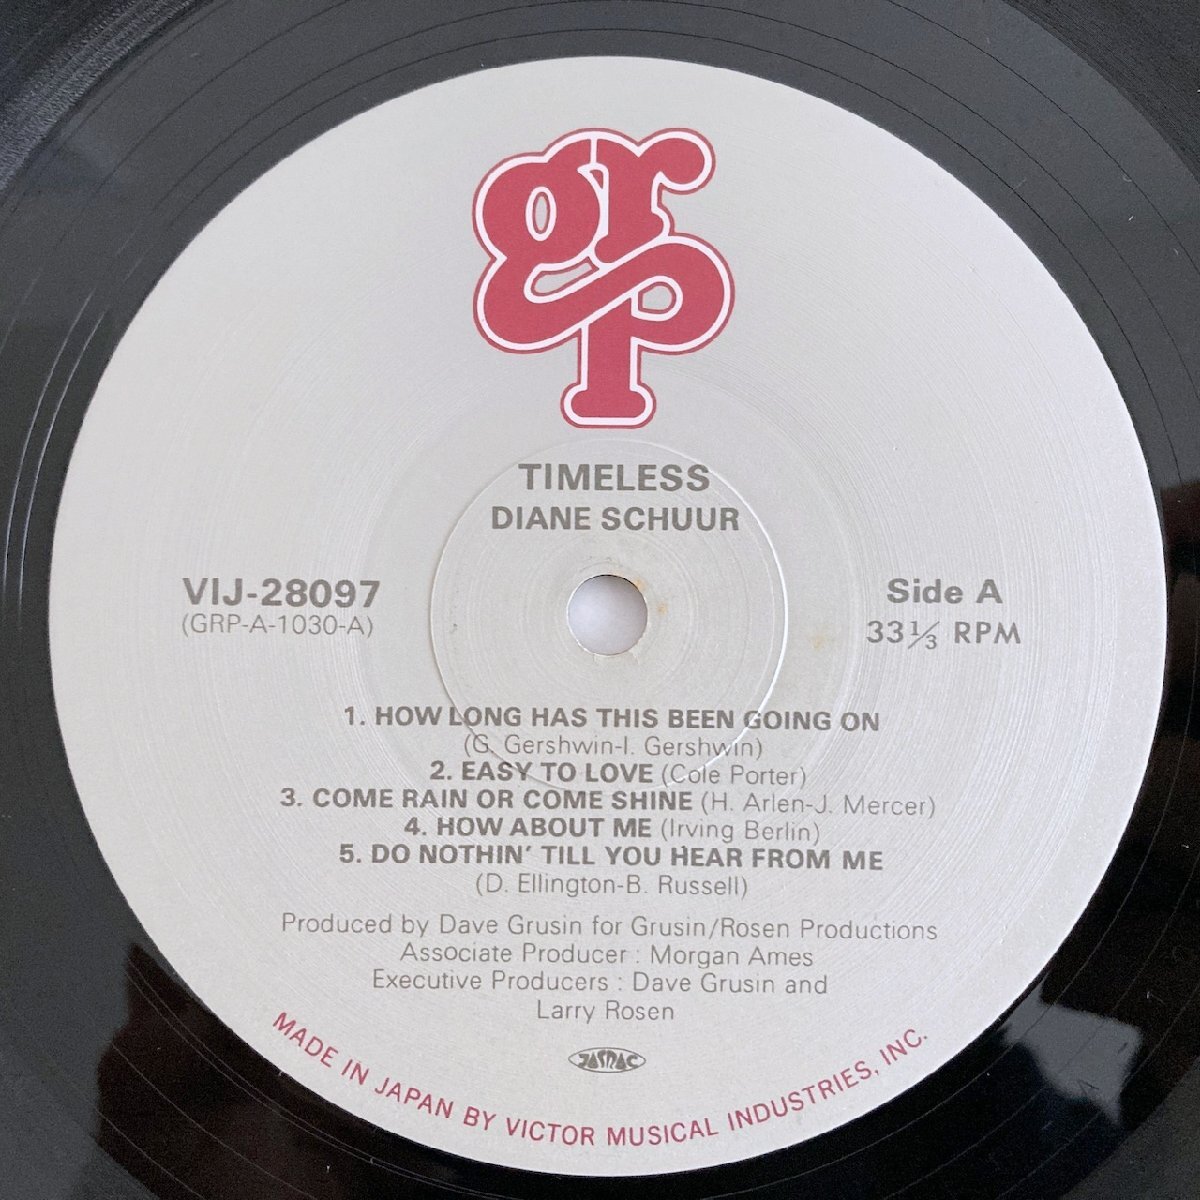 grp
TIMELESS
DIANE SCHUUR
VIJ-28097
(GRP-A-1030-A)
Side A
33 1/3 RPM
1. HOW LONG HAS THIS BEEN GOING ON
(G. Gershwin-I. Gershwin)
2. EASY TO LOVE (Cole Porter)
3. COME RAIN OR COME SHINE (H. Arlen-J. Mercer)
4. HOW ABOUT ME (Irving Berlin)
5. DO NOTHIN' TILL YOU HEAR FROM ME
(D. Ellington-B. Russell)
Produced by Dave Grusin for Grusin/Rosen Productions
Associate Producer : Morgan Ames
Executive Producers : Dave Grusin and
Larry Rosen
JASRAC
MADE IN JAPAN BY VICTOR MUSICAL INDUSTRIES, INC.